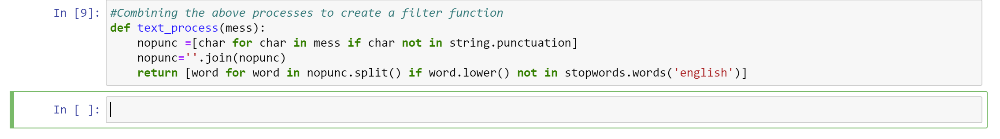 In [9]: #Combining the above processes to create a filter function
def text_process(mess):
    nopunc =[char for char in mess if char not in string.punctuation]
    nopunc=''.join(nopunc)
    return [word for word in nopunc.split() if word.lower() not in stopwords.words('english')]
In [ ]: